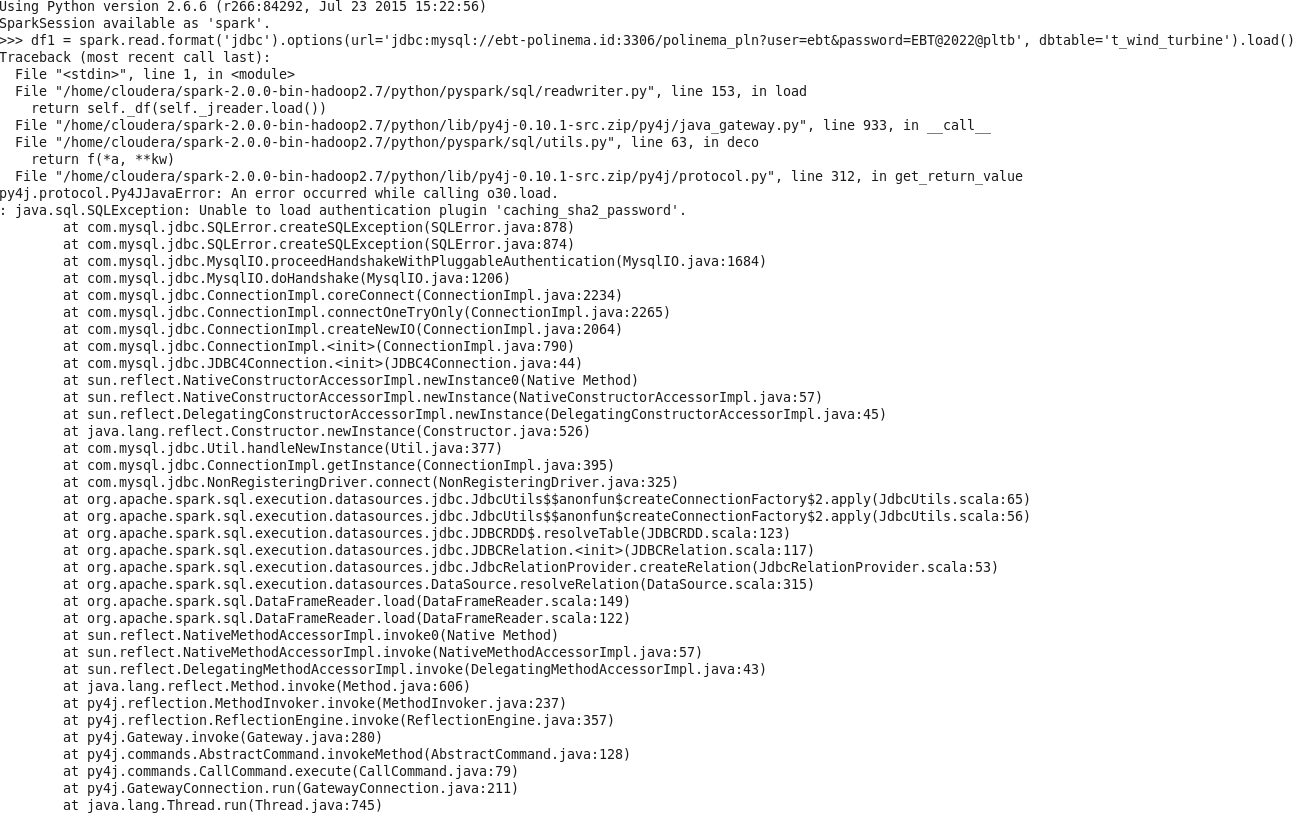 Using Python version 2.6.6 (r266:84292, Jul 23 2015 15:22:56)
SparkSession available as 'spark'.
>>> df1 = spark.read.format('jdbc').options(url='jdbc:mysql://ebt-polinema.id:3306/polinema_pln?user=ebt&password=EBT@2022@pltb', dbtable='t_wind_turbine').load()
Traceback (most recent call last):
  File "<stdin>", line 1, in <module>
  File "/home/cloudera/spark-2.0.0-bin-hadoop2.7/python/pyspark/sql/readwriter.py", line 153, in load
    return self._df(self._jreader.load())
  File "/home/cloudera/spark-2.0.0-bin-hadoop2.7/python/lib/py4j-0.10.1-src.zip/py4j/java_gateway.py", line 933, in __call__
  File "/home/cloudera/spark-2.0.0-bin-hadoop2.7/python/pyspark/sql/utils.py", line 63, in deco
    return f(*a, **kw)
  File "/home/cloudera/spark-2.0.0-bin-hadoop2.7/python/lib/py4j-0.10.1-src.zip/py4j/protocol.py", line 312, in get_return_value
py4j.protocol.Py4JJavaError: An error occurred while calling o30.load.
: java.sql.SQLException: Unable to load authentication plugin 'caching_sha2_password'.
        at com.mysql.jdbc.SQLError.createSQLException(SQLError.java:878)
        at com.mysql.jdbc.SQLError.createSQLException(SQLError.java:874)
        at com.mysql.jdbc.MysqlIO.proceedHandshakeWithPluggableAuthentication(MysqlIO.java:1684)
        at com.mysql.jdbc.MysqlIO.doHandshake(MysqlIO.java:1206)
        at com.mysql.jdbc.ConnectionImpl.coreConnect(ConnectionImpl.java:2234)
        at com.mysql.jdbc.ConnectionImpl.connectOneTryOnly(ConnectionImpl.java:2265)
        at com.mysql.jdbc.ConnectionImpl.createNewIO(ConnectionImpl.java:2064)
        at com.mysql.jdbc.ConnectionImpl.<init>(ConnectionImpl.java:790)
        at com.mysql.jdbc.JDBC4Connection.<init>(JDBC4Connection.java:44)
        at sun.reflect.NativeConstructorAccessorImpl.newInstance0(Native Method)
        at sun.reflect.NativeConstructorAccessorImpl.newInstance(NativeConstructorAccessorImpl.java:57)
        at sun.reflect.DelegatingConstructorAccessorImpl.newInstance(DelegatingConstructorAccessorImpl.java:45)
        at java.lang.reflect.Constructor.newInstance(Constructor.java:526)
        at com.mysql.jdbc.Util.handleNewInstance(Util.java:377)
        at com.mysql.jdbc.ConnectionImpl.getInstance(ConnectionImpl.java:395)
        at com.mysql.jdbc.NonRegisteringDriver.connect(NonRegisteringDriver.java:325)
        at org.apache.spark.sql.execution.datasources.jdbc.JdbcUtils$$anonfun$createConnectionFactory$2.apply(JdbcUtils.scala:65)
        at org.apache.spark.sql.execution.datasources.jdbc.JdbcUtils$$anonfun$createConnectionFactory$2.apply(JdbcUtils.scala:56)
        at org.apache.spark.sql.execution.datasources.jdbc.JDBCRDD$.resolveTable(JDBCRDD.scala:123)
        at org.apache.spark.sql.execution.datasources.jdbc.JDBCRelation.<init>(JDBCRelation.scala:117)
        at org.apache.spark.sql.execution.datasources.jdbc.JdbcRelationProvider.createRelation(JdbcRelationProvider.scala:53)
        at org.apache.spark.sql.execution.datasources.DataSource.resolveRelation(DataSource.scala:315)
        at org.apache.spark.sql.DataFrameReader.load(DataFrameReader.scala:149)
        at org.apache.spark.sql.DataFrameReader.load(DataFrameReader.scala:122)
        at sun.reflect.NativeMethodAccessorImpl.invoke0(Native Method)
        at sun.reflect.NativeMethodAccessorImpl.invoke(NativeMethodAccessorImpl.java:57)
        at sun.reflect.DelegatingMethodAccessorImpl.invoke(DelegatingMethodAccessorImpl.java:43)
        at java.lang.reflect.Method.invoke(Method.java:606)
        at py4j.reflection.MethodInvoker.invoke(MethodInvoker.java:237)
        at py4j.reflection.ReflectionEngine.invoke(ReflectionEngine.java:357)
        at py4j.Gateway.invoke(Gateway.java:280)
        at py4j.commands.AbstractCommand.invokeMethod(AbstractCommand.java:128)
        at py4j.commands.CallCommand.execute(CallCommand.java:79)
        at py4j.GatewayConnection.run(GatewayConnection.java:211)
        at java.lang.Thread.run(Thread.java:745)